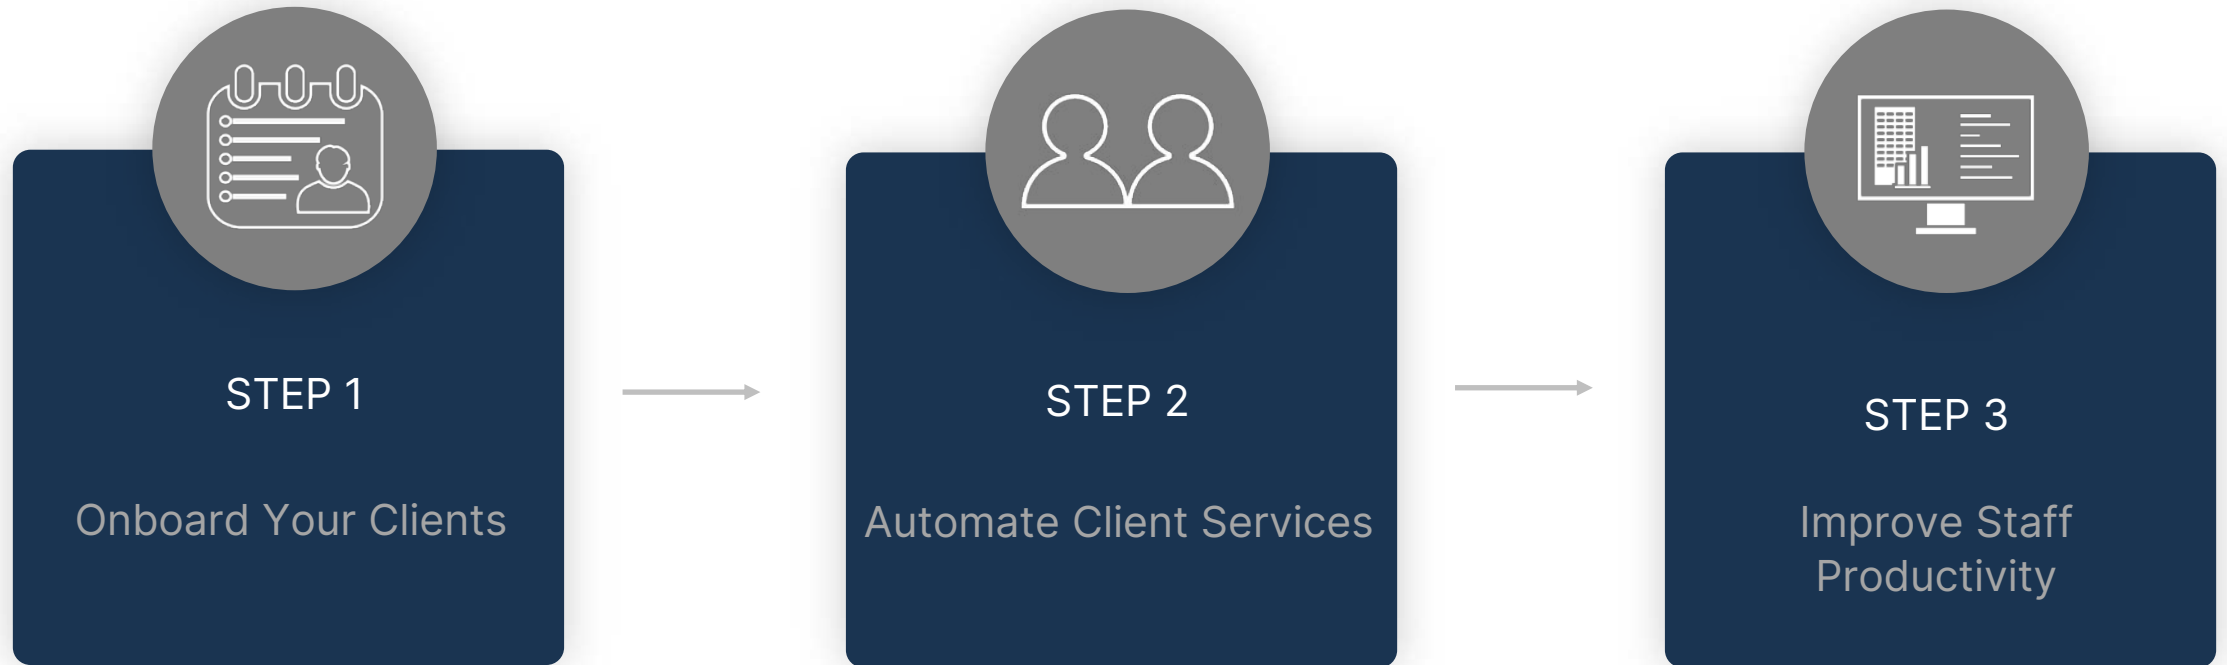 STEP 1
Onboard Your Clients
STEP 2
Automate Client Services
STEP 3
Improve Staff
Productivity